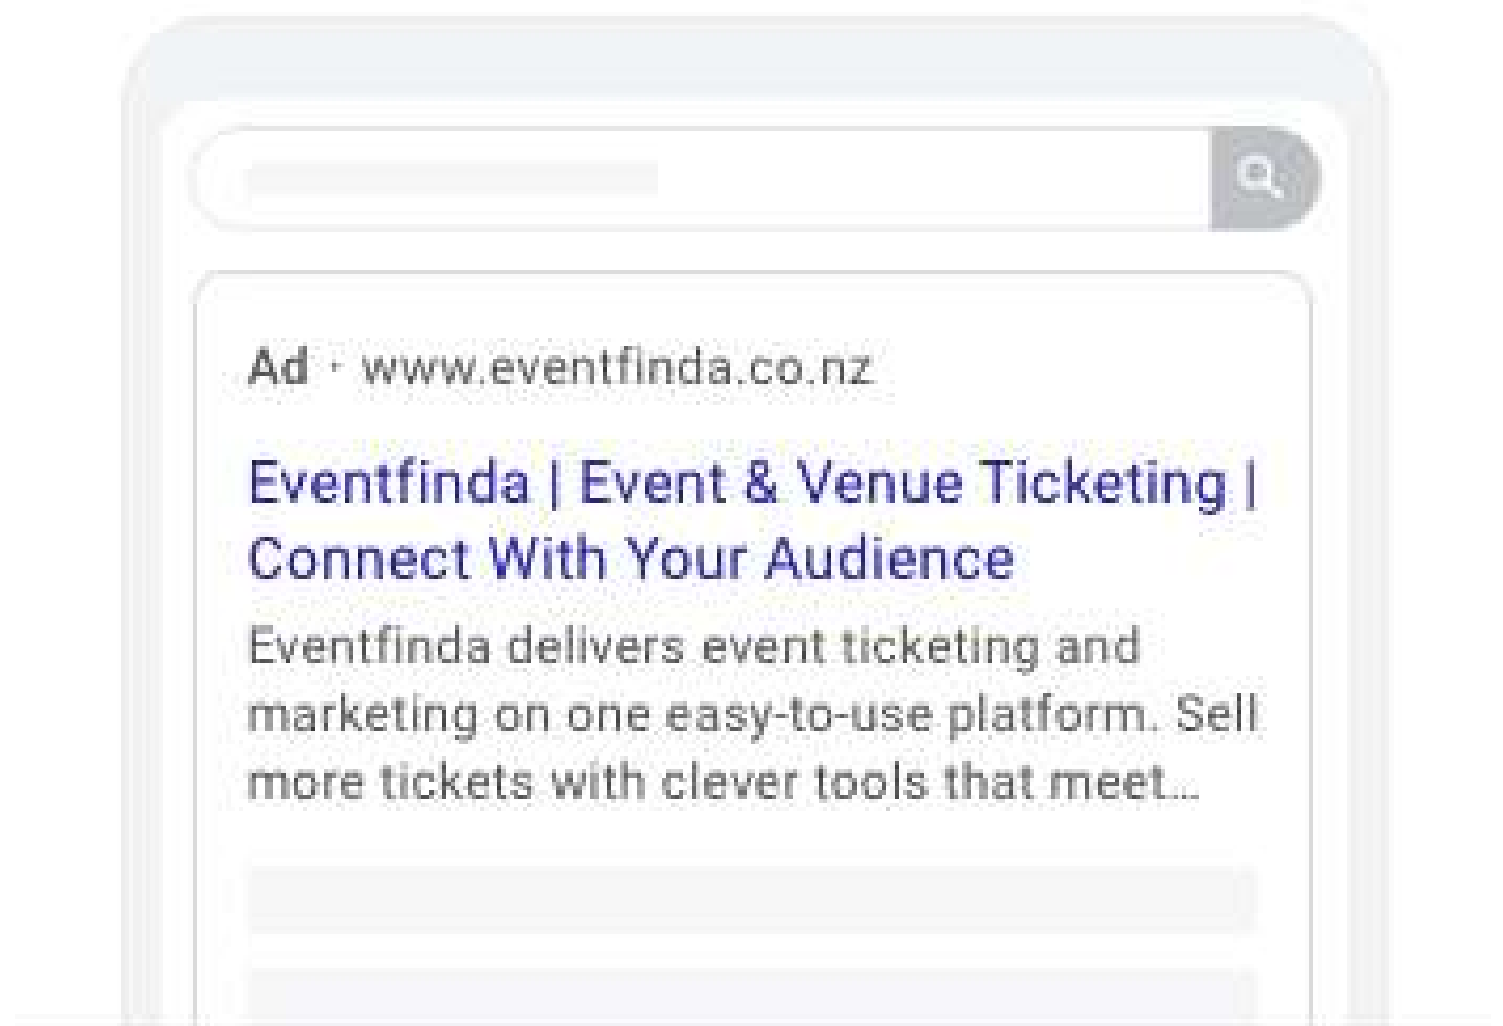 Ad · www.eventfinda.co.nz
Eventfinda | Event & Venue Ticketing |
Connect With Your Audience
Eventfinda delivers event ticketing and
marketing on one easy-to-use platform. Sell
more tickets with clever tools that meet...